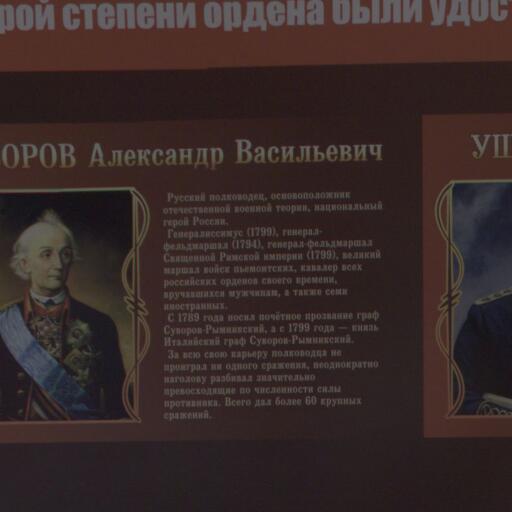 рой степени ордена были удос
ОРОВ Александр Васильевич
УШ
Русский полководец, основоположник
отечественной военной теории, национальный
герой России.
Генералиссимус (1799), генерал-
фельдмаршал (1794), генерал-фельдмаршал
Священной Римской империи (1799), великий
маршал войск пьемонтских, кавалер всех
российских орденов своего времени,
вручавшихся мужчинам, а также семи
иностранных.
С 1789 года носил почётное прозвание граф
Суворов-Рымникский, а с 1799 года — князь
Италийский граф Суворов-Рымникский.
За всю свою карьеру полководца не
проиграл ни одного сражения, неоднократно
наголову разбивал значительно
превосходящие по численности силы
противника. Всего дал более 60 крупных
сражений.